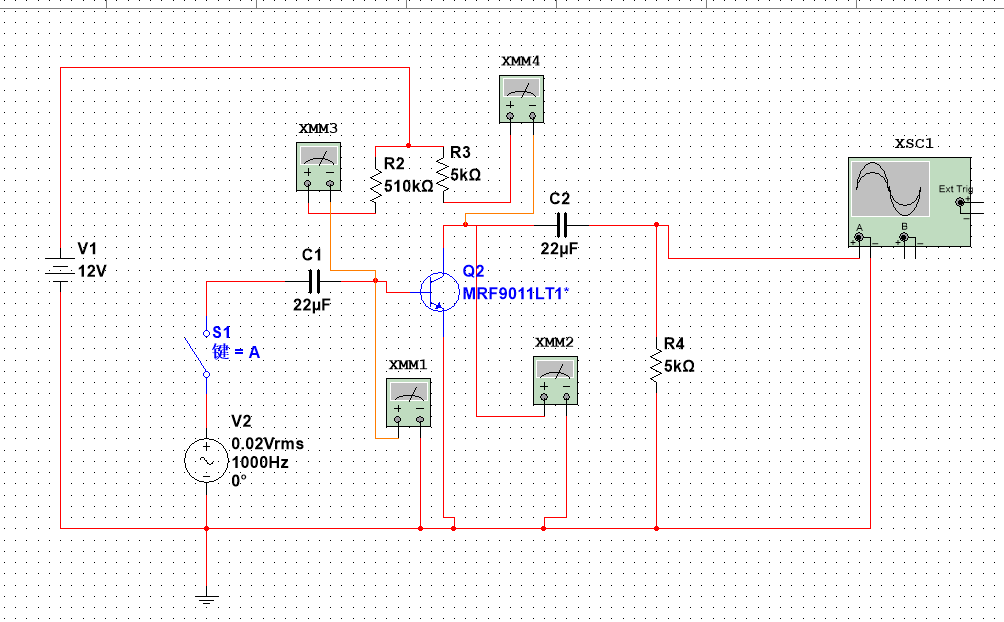 XMM4
XMM3
XSC1
R3
5kΩ
R2
510kΩ
Ext Trig
C2
22µF
A
B
V1
12V
C1
22µF
Q2
MRF9011LT1*
S1
键 = A
XMM1
XMM2
R4
5kΩ
V2
0.02Vrms
1000Hz
0°